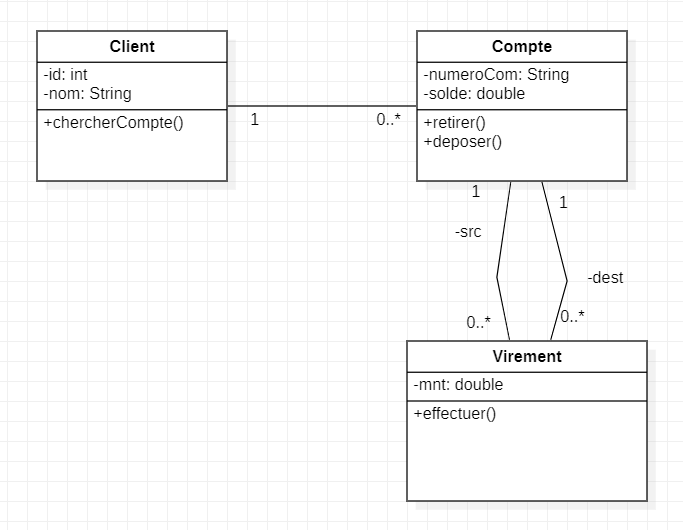 Client
-id: int
-nom: String
+chercherCompte()
1
0..*
Compte
-numeroCom: String
-solde: double
+retirer()
+deposer()
1
1
-src
-dest
0..*
0..*
Virement
-mnt: double
+effectuer()